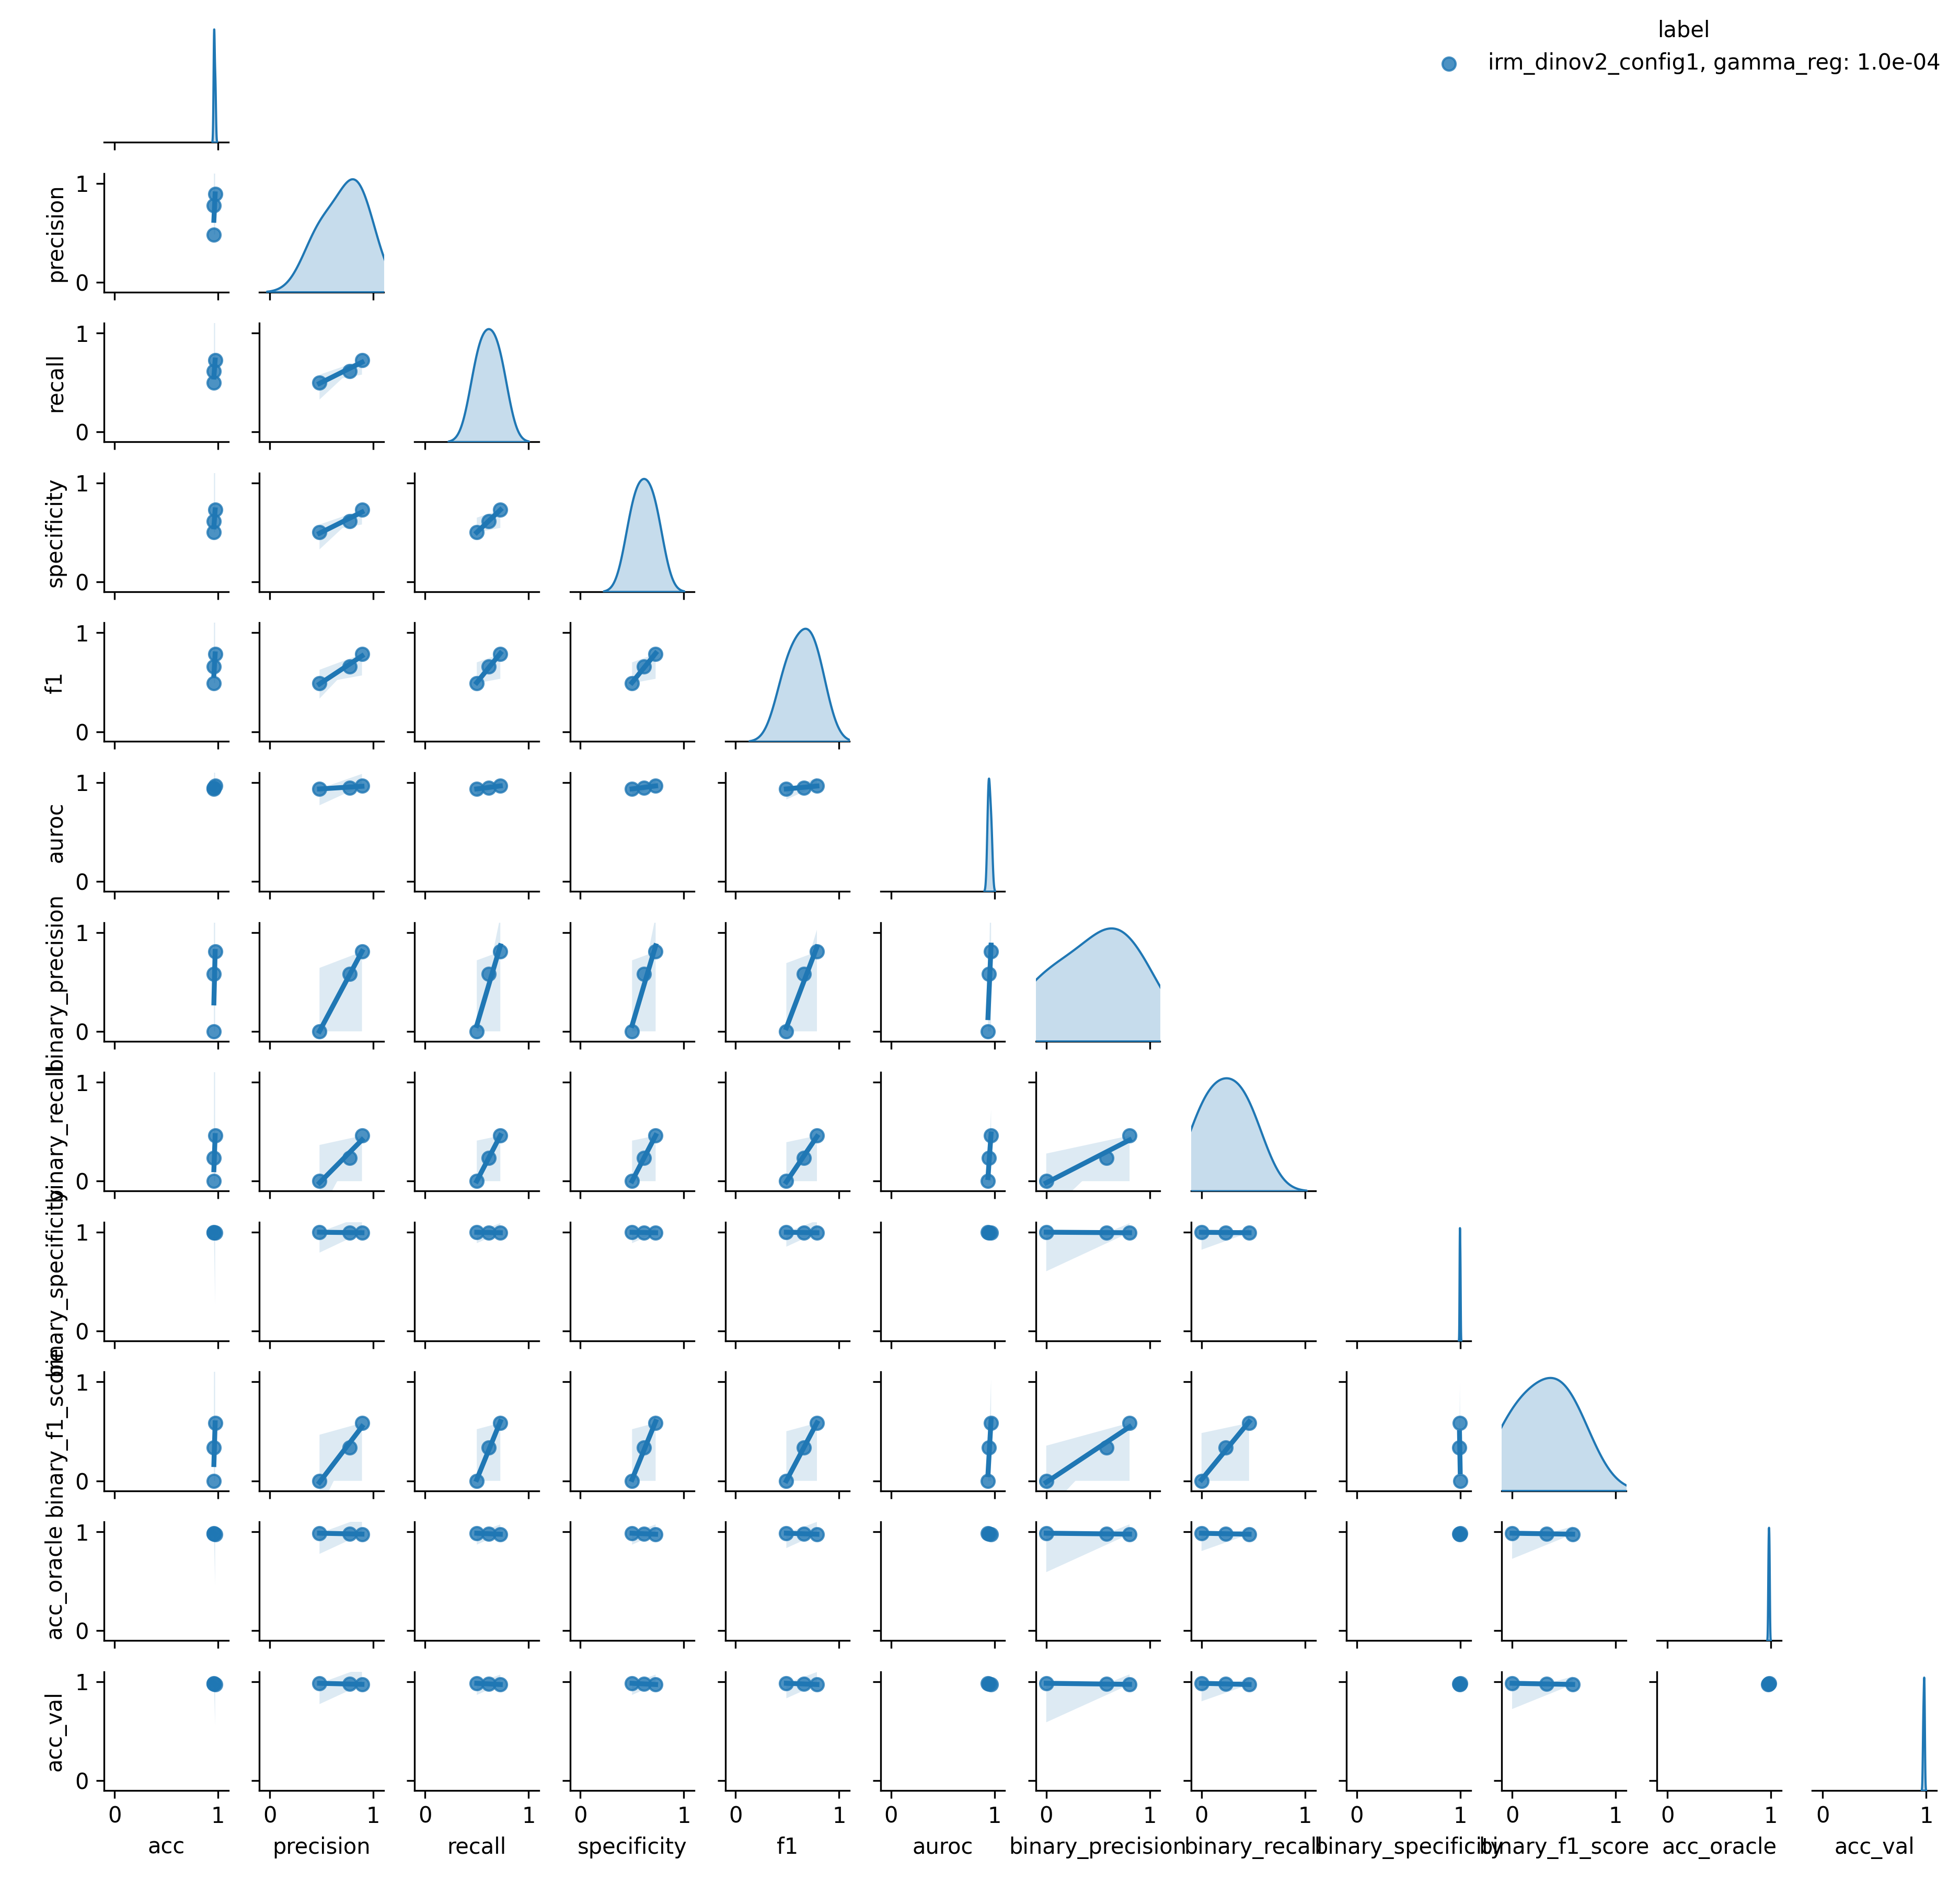 label
irm_dinov2_config1, gamma_reg: 1.0e-04
precision
1
0
recall
1
0
specificity
1
0
f1
1
0
auroc
1
0
binary_precision
1
0
binary_recall
1
0
binary_specificity
1
0
binary_f1_score
1
0
acc_oracle
1
0
acc_val
1
0
0 1 0 1 0 1 0 1 0 1 0 1 0 1 0 1 0 1 0 1 0 1 0 1
acc precision recall specificity f1 auroc binary_precision binary_recall binary_specificity binary_f1_score acc_oracle acc_val